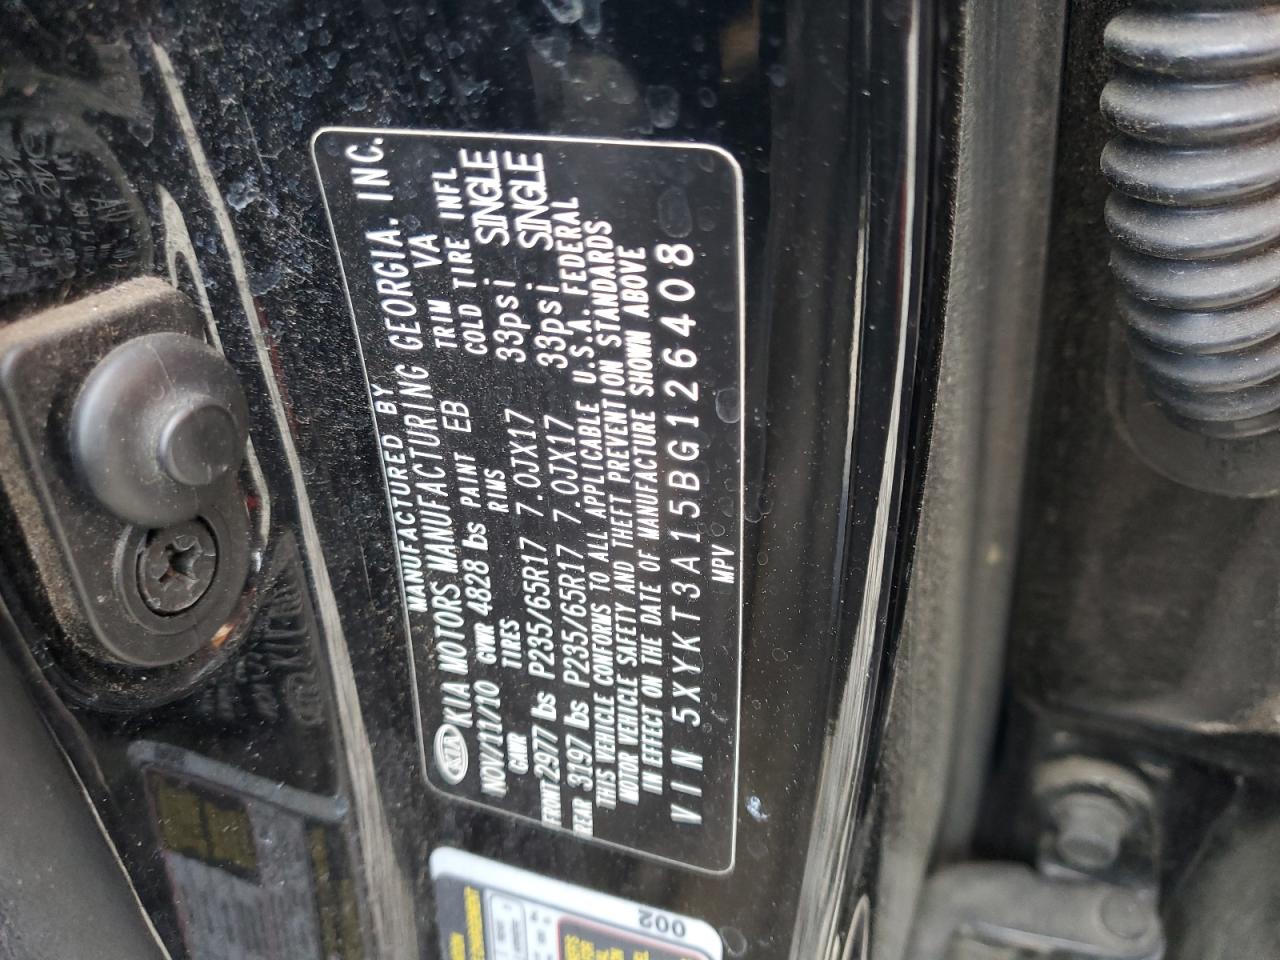 MANUFACTURED BY
KIA KIA MOTORS MANUFACTURING GEORGIA, INC.
NOV/11/10 GVWR 4828 lbs PAINT EB TRIM VA
GAWR TIRES RIMS COLD TIRE INFL
FRONT 2977 lbs P235/65R17 7.0JX17 33psi SINGLE
REAR 3197 lbs P235/65R17 7.0JX17 33psi SINGLE
THIS VEHICLE CONFORMS TO ALL APPLICABLE U.S.A. FEDERAL
MOTOR VEHICLE SAFETY AND THEFT PREVENTION STANDARDS
IN EFFECT ON THE DATE OF MANUFACTURE SHOWN ABOVE
VIN 5XYKT3A15BG126408
MPV
002